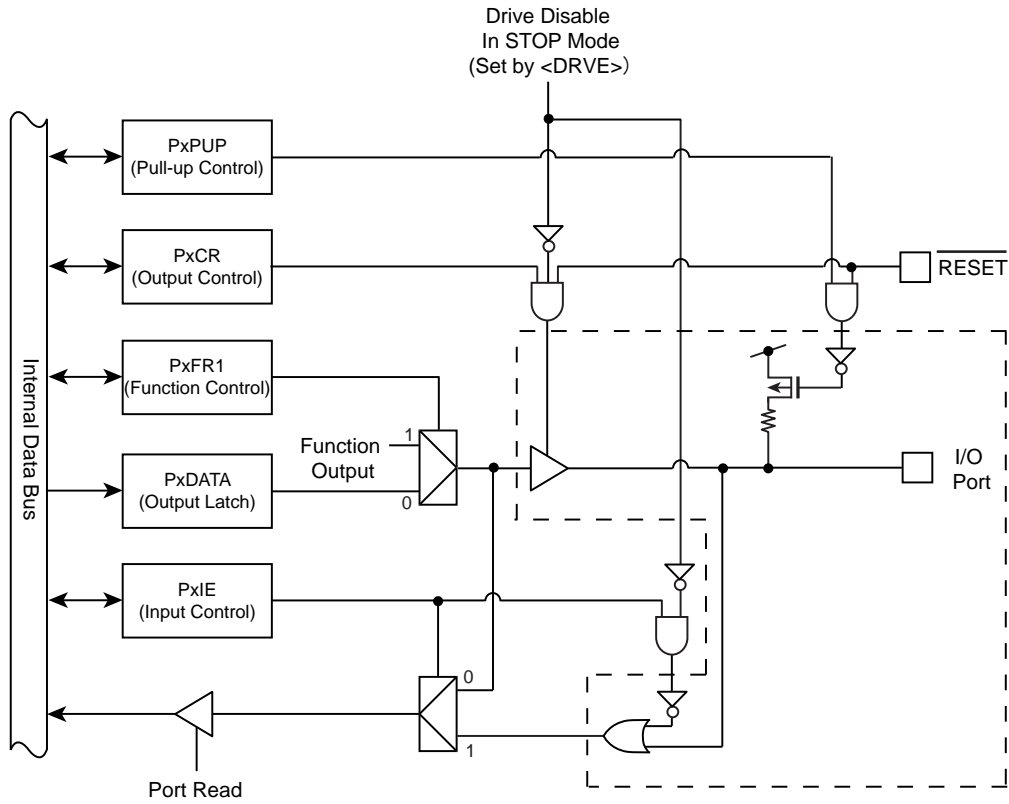 Drive Disable
In STOP Mode
(Set by <DRVE>)
PxPUP
(Pull-up Control)
PxCR
(Output Control)
RESET
PxFR1
(Function Control)
Internal Data Bus
1
Function
Output
0
PxDATA
(Output Latch)
I/O
Port
PxIE
(Input Control)
0
1
Port Read